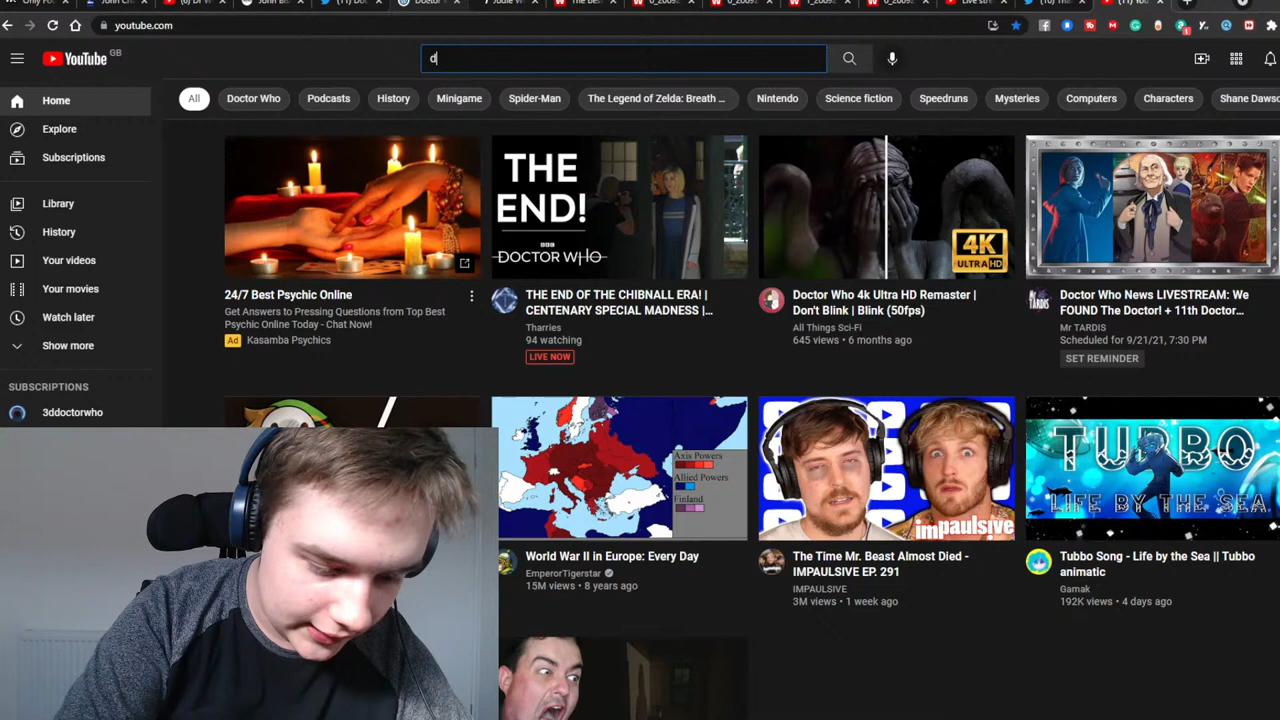 youtube.com
YouTube GB
d
All
Doctor Who
Podcasts
History
Minigame
Spider-Man
The Legend of Zelda: Breath ...
Nintendo
Science fiction
Speedruns
Mysteries
Computers
Characters
Shane Dawso
Home
Explore
Subscriptions
Library
History
Your videos
Your movies
Watch later
Show more
SUBSCRIPTIONS
3ddoctorwho
24/7 Best Psychic Online
Get Answers to Pressing Questions from Top Best
Psychic Online Today - Chat Now!
Ad Kasamba Psychics
THE
END!
BBC
DOCTOR WHO
THE END OF THE CHIBNALL ERA! |
CENTENARY SPECIAL MADNESS |...
Tharries
94 watching
LIVE NOW
4K
ULTRA HD
Doctor Who 4k Ultra HD Remaster |
Don't Blink | Blink (50fps)
All Things Sci-Fi
645 views • 6 months ago
Doctor Who News LIVESTREAM: We
FOUND The Doctor! + 11th Doctor...
Mr TARDIS
Scheduled for 9/21/21, 7:30 PM
SET REMINDER
Axis Powers
Allied Powers
Finland
World War II in Europe: Every Day
EmperorTigerstar
15M views • 8 years ago
impaulsive
The Time Mr. Beast Almost Died -
IMPAULSIVE EP. 291
IMPAULSIVE
3M views • 1 week ago
TUBBO
LIFE BY THE SEA
Tubbo Song - Life by the Sea || Tubbo
animatic
Gamak
192K views • 4 days ago